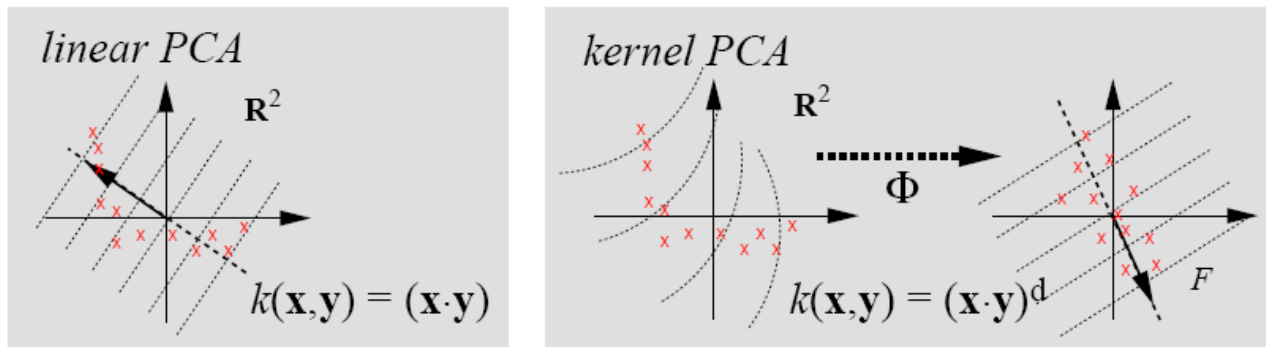 linear PCA
R²
k(x,y) = (x·y)
kernel PCA
R²
Φ
k(x,y) = (x·y)ᵈ
F